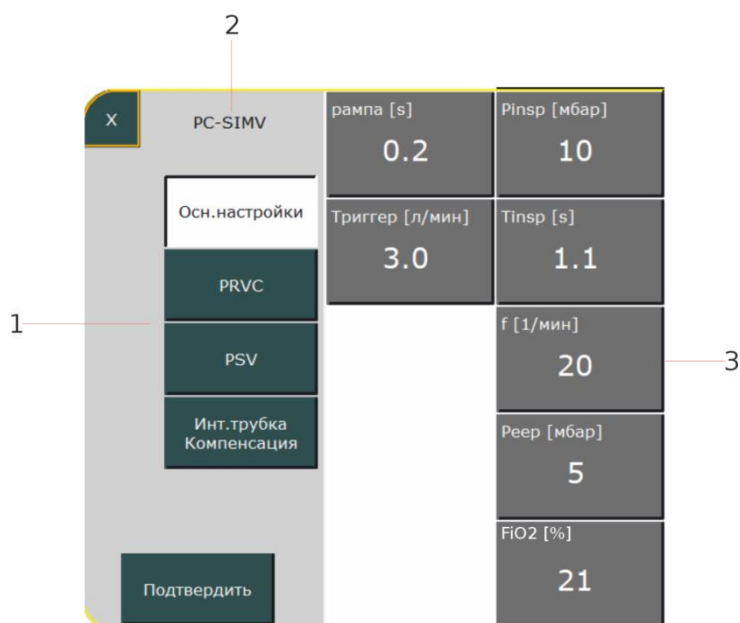 2
X
PC-SIMV
Осн.настройки
PRVC
PSV
Инт.трубка
Компенсация
Подтвердить
1
рампа [s]
0.2
Триггер [л/мин]
3.0
Pinsp [мбар]
10
Tinsp [s]
1.1
f [1/мин]
20
Peep [мбар]
5
FiO2 [%]
21
3